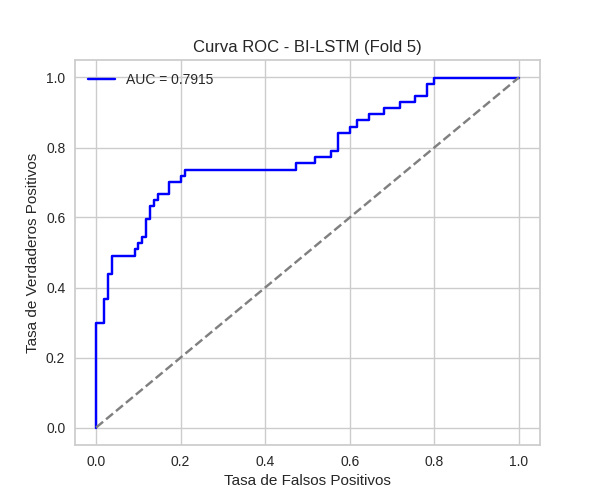 Curva ROC - BI-LSTM (Fold 5)
AUC = 0.7915
Tasa de Verdaderos Positivos
1.0
0.8
0.6
0.4
0.2
0.0
0.0 0.2 0.4 0.6 0.8 1.0
Tasa de Falsos Positivos